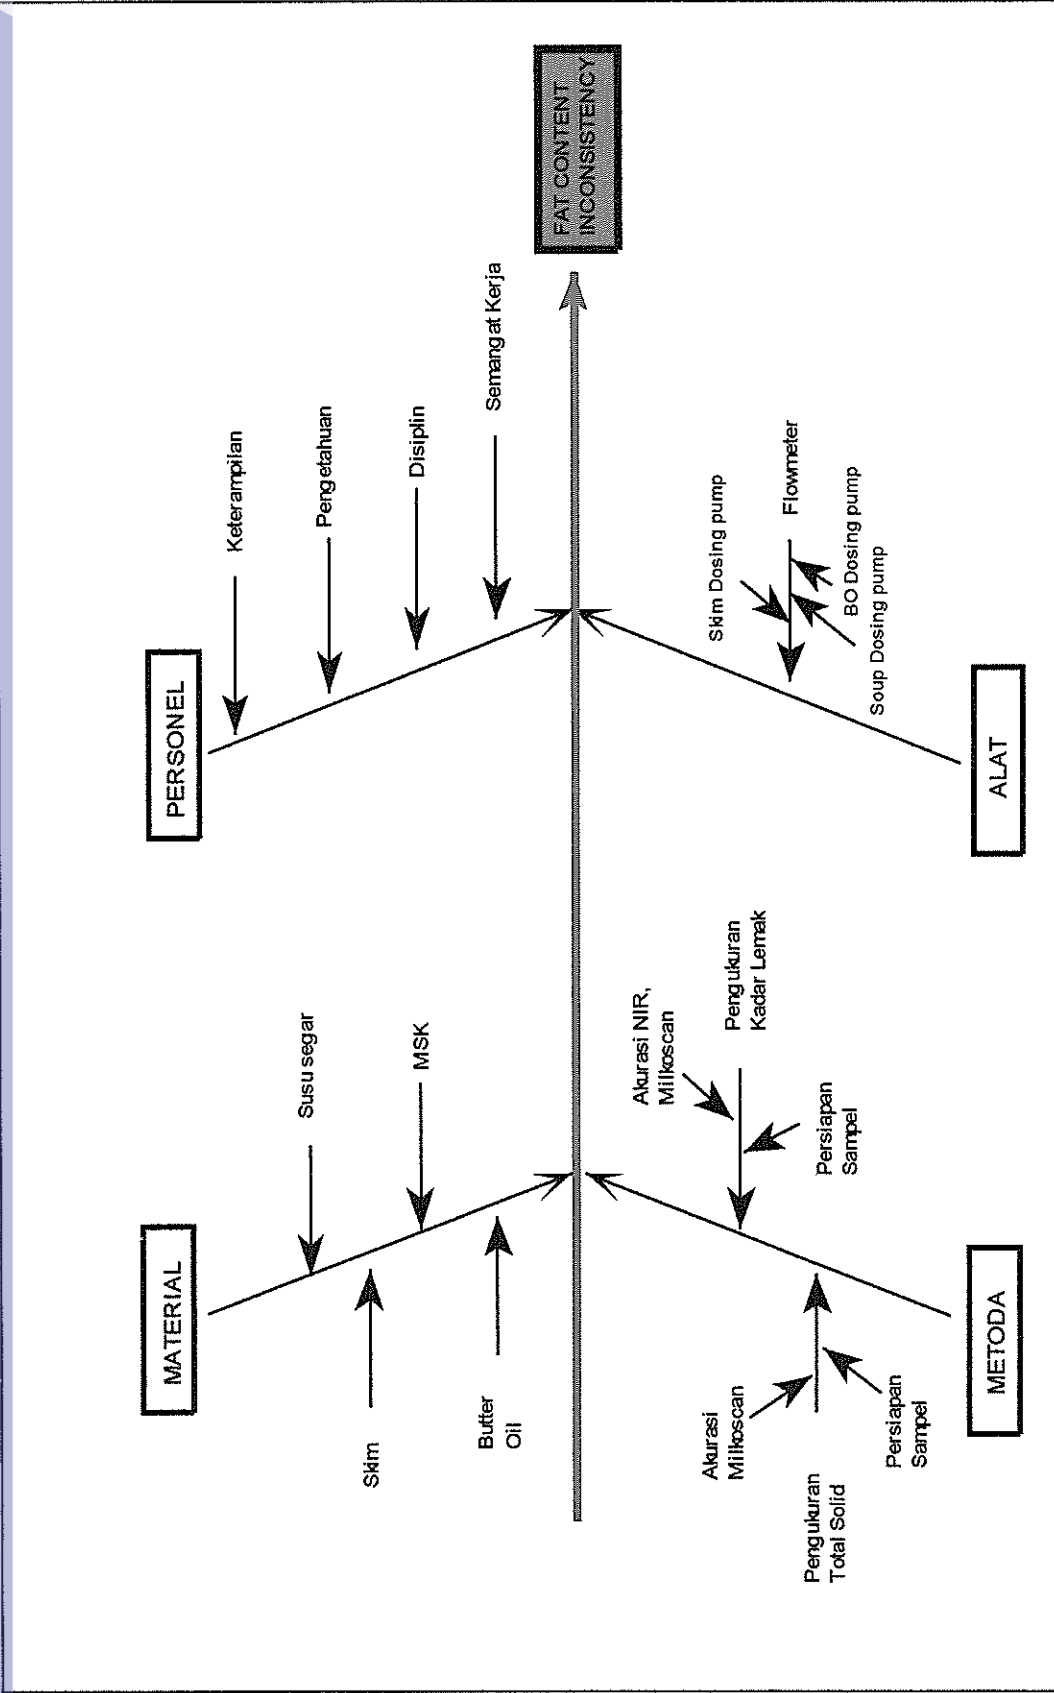 MATERIAL
Susu segar
MSK
Skim
Butter
Oil
PERSONEL
Keterampilan
Pengetahuan
Disiplin
Semangat Kerja
FAT CONTENT
INCONSISTENCY
METODA
Akurasi
Milkoscan
Pengukuran
Total Solid
Persiapan
Sampel
Akurasi NIR,
Milkoscan
Pengukuran
Kadar Lemak
Persiapan
Sampel
ALAT
Skim Dosing pump
Flowmeter
BO Dosing pump
Soup Dosing pump